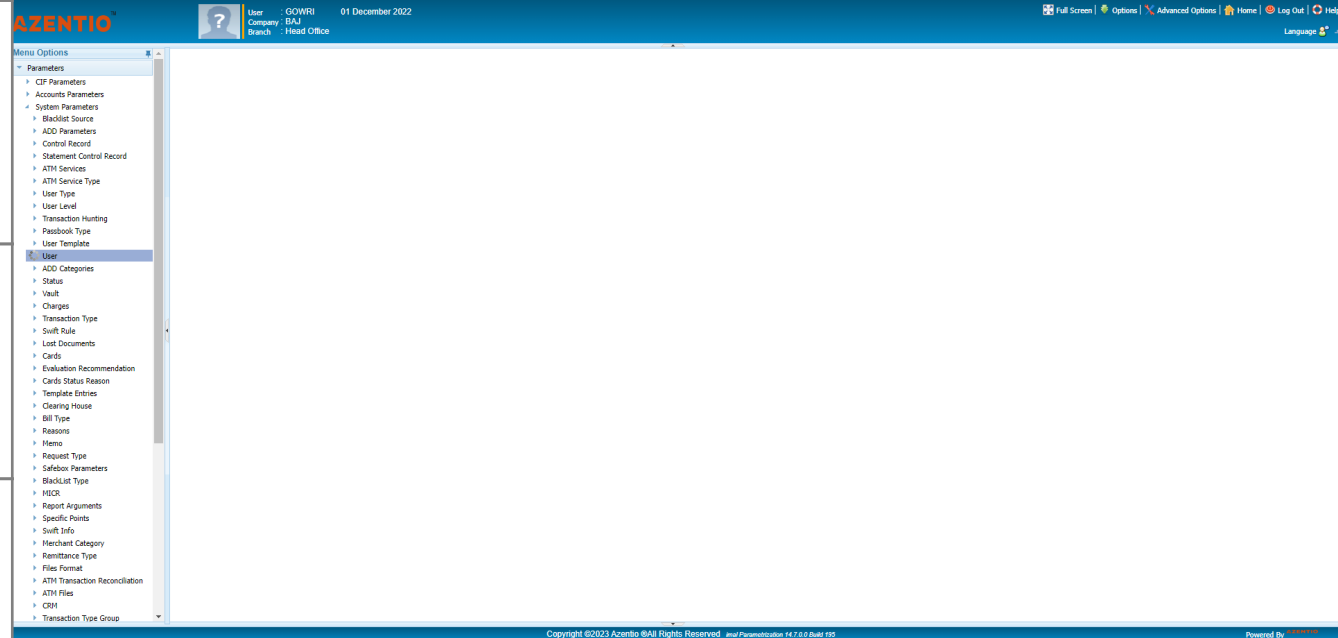 AZENTIO™
User : GOWRI 01 December 2022
Company : BAJ
Branch : Head Office
Full Screen | Options | Advanced Options | Home | Log Out | Help
Language
Menu Options
Parameters
CIF Parameters
Accounts Parameters
System Parameters
Blacklist Source
ADD Parameters
Control Record
Statement Control Record
ATM Services
ATM Service Type
User Type
User Level
Transaction Hunting
Passbook Type
User Template
User
ADD Categories
Status
Vault
Charges
Transaction Type
Swift Rule
Lost Documents
Cards
Evaluation Recommendation
Cards Status Reason
Template Entries
Clearing House
Bill Type
Reasons
Memo
Request Type
Safebox Parameters
BlackList Type
MICR
Report Arguments
Specific Points
Swift Info
Merchant Category
Remittance Type
Files Format
ATM Transaction Reconciliation
ATM Files
CRM
Transaction Type Group
Copyright ©2023 Azentio ®All Rights Reserved imal Parametrization 14.7.0.0 Build 195
Powered By AZENTIO